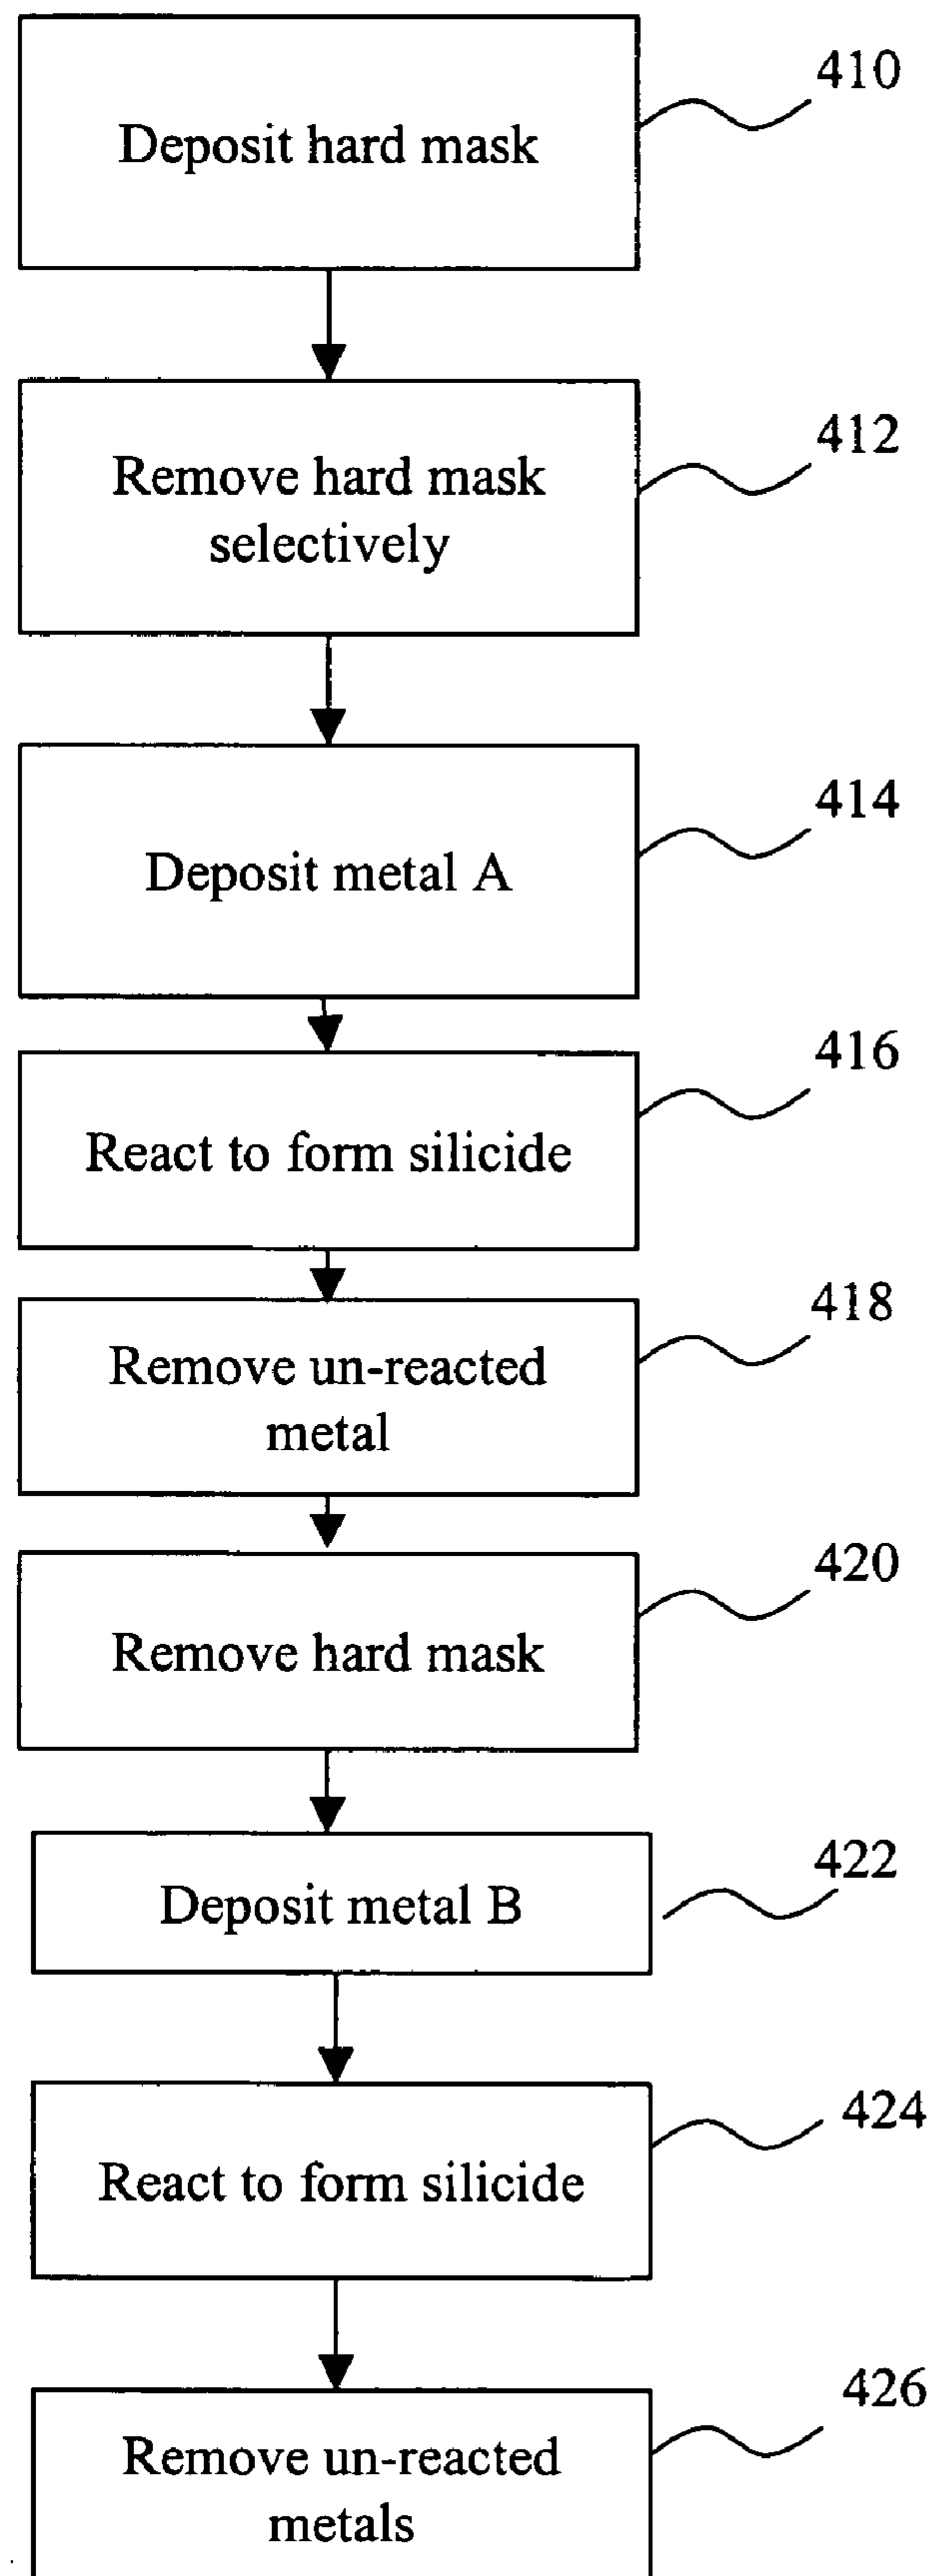 410
Deposit hard mask
412
Remove hard mask
selectively
414
Deposit metal A
416
React to form silicide
418
Remove un-reacted
metal
420
Remove hard mask
422
Deposit metal B
424
React to form silicide
426
Remove un-reacted
metals